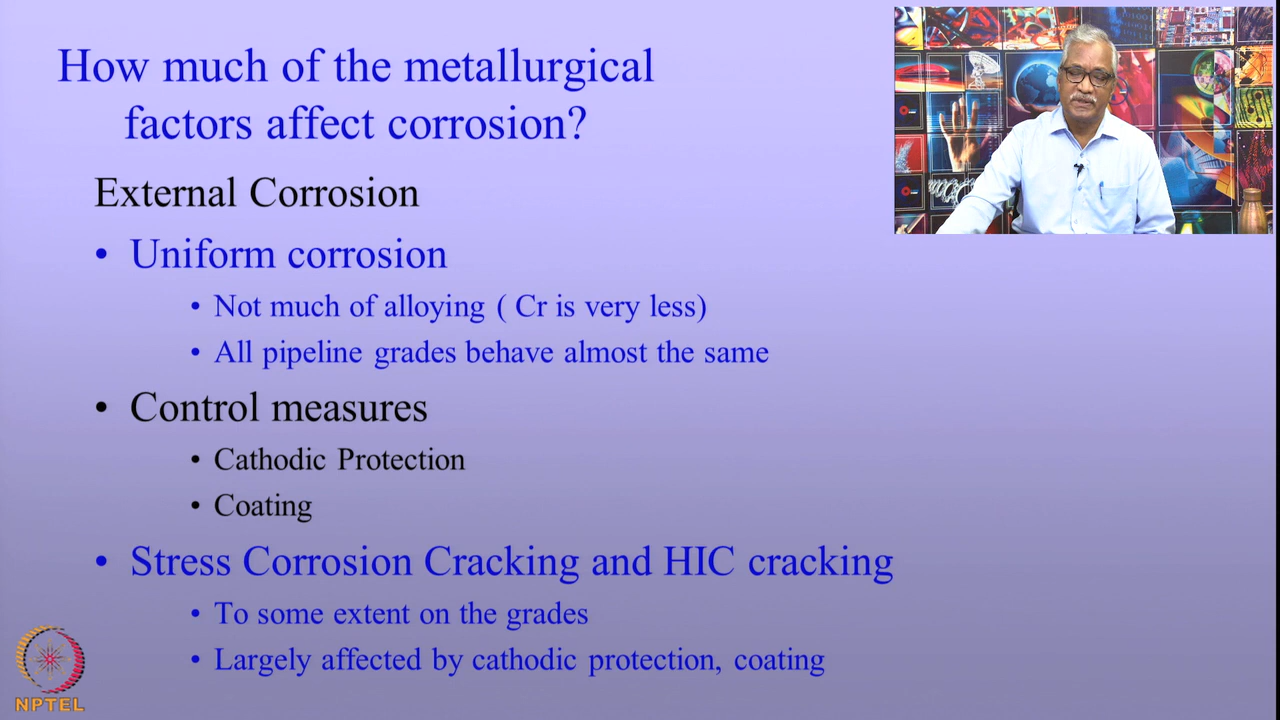 How much of the metallurgical
factors affect corrosion?
External Corrosion
• Uniform corrosion
• Not much of alloying ( Cr is very less)
• All pipeline grades behave almost the same
• Control measures
• Cathodic Protection
• Coating
• Stress Corrosion Cracking and HIC cracking
• To some extent on the grades
• Largely affected by cathodic protection, coating
NPTEL